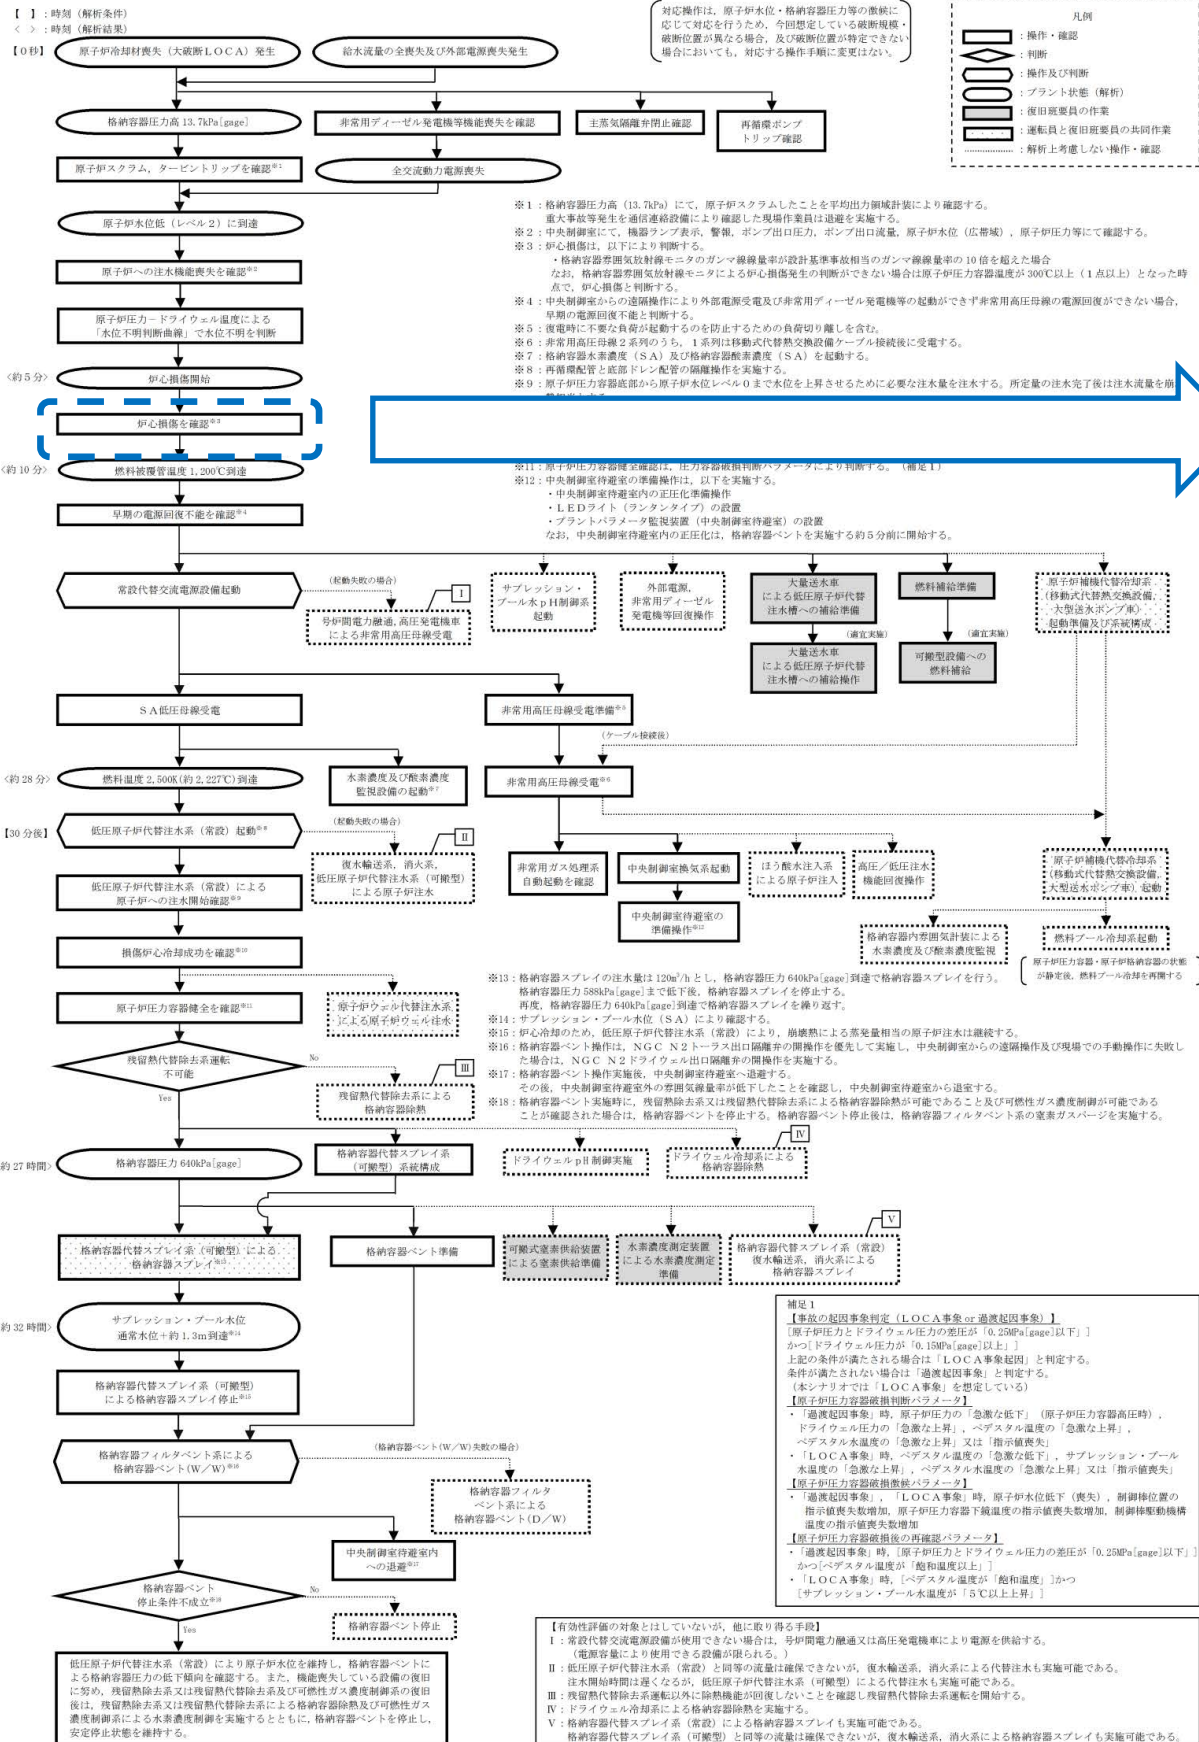 【　】：時刻（解析条件）
＜　＞：時刻（解析結果）
【０秒】
原子炉冷却材喪失（大破断ＬＯＣＡ）発生
給水流量の全喪失及び外部電源喪失発生
対応操作は，原子炉水位・格納容器圧力等の徴候に
応じて対応を行うため，今回想定している破断規模・
破断位置が異なる場合，及び破断位置が特定できない
場合においても，対応する操作手順に変更はない。
凡例
：操作・確認
：判断
：操作及び判断
：プラント状態（解析）
：復旧班要員の作業
：運転員と復旧班要員の共同作業
：解析上考慮しない操作・確認
格納容器圧力高 13.7kPa[gage]
非常用ディーゼル発電機等機能喪失を確認
主蒸気隔離弁閉止確認
再循環ポンプ
トリップ確認
原子炉スクラム，タービントリップを確認※1
全交流動力電源喪失
原子炉水位低（レベル２）に到達
原子炉への注水機能喪失を確認※2
原子炉圧力－ドライウェル温度による
「水位不明判断曲線」で水位不明を判断
＜約５分＞
炉心損傷開始
炉心損傷を確認※3
＜約10分＞
燃料被覆管温度 1,200℃到達
早期の電源回復不能を確認※4
※１：格納容器圧力高（13.7kPa）にて，原子炉スクラムしたことを平均出力領域計装により確認する。
重大事故等発生を通信連絡設備により確認した現場作業員は退避を実施する。
※２：中央制御室にて，機器ランプ表示，警報，ポンプ出口圧力，ポンプ出口流量，原子炉水位（広帯域），原子炉圧力等にて確認する。
※３：炉心損傷は，以下により判断する。
・格納容器雰囲気放射線モニタのガンマ線線量率が設計基準事故相当のガンマ線線量率の10倍を超えた場合
なお，格納容器雰囲気放射線モニタによる炉心損傷発生の判断ができない場合は原子炉圧力容器温度が300℃以上（１点以上）となった時
点で，炉心損傷と判断する。
※４：中央制御室からの遠隔操作により外部電源受電及び非常用ディーゼル発電機等の起動ができず非常用高圧母線の電源回復ができない場合，
早期の電源回復不能と判断する。
※５：復電時に不要な負荷が起動するのを防止するための負荷切り離しを含む。
※６：非常用高圧母線２系列のうち，１系列は移動式代替熱交換設備ケーブル接続後に受電する。
※７：格納容器水素濃度（ＳＡ）及び格納容器酸素濃度（ＳＡ）を起動する。
※８：再循環配管と底部ドレン配管の隔離操作を実施する。
※９：原子炉圧力容器底部から原子炉水位レベル０まで水位を上昇させるために必要な注水量を注水する。所定量の注水完了後は注水流量を崩
※11：原子炉圧力容器健全確認は，圧力容器破損判断パラメータにより判断する。（補足１）
※12：中央制御室待避室の準備操作は，以下を実施する。
・中央制御室待避室内の正圧化準備操作
・ＬＥＤライト（ランタンタイプ）の設置
・プラントパラメータ監視装置（中央制御室待避室）の設置
なお，中央制御室待避室内の正圧化は，格納容器ベントを実施する約５分前に開始する。
常設代替交流電源設備起動
（起動失敗の場合）
Ⅰ
号炉間電力融通，高圧発電機車
による非常用高圧母線受電
サプレッション・
プール水ｐＨ制御系
起動
外部電源，
非常用ディーゼル
発電機等回復操作
大量送水車
による低圧原子炉代替
注水槽への補給準備
燃料補給準備
原子炉補機代替冷却系
（移動式代替熱交換設備，
大型送水ポンプ車）
起動準備及び系統構成
（適宜実施）
（適宜実施）
大量送水車
による低圧原子炉代替
注水槽への補給操作
可搬型設備への
燃料補給
ＳＡ低圧母線受電
非常用高圧母線受電準備※5
（ケーブル接続後）
＜約28分＞
燃料温度 2,500K（約2,227℃）到達
水素濃度及び酸素濃度
監視設備の起動※7
非常用高圧母線受電※6
【30分後】
低圧原子炉代替注水系（常設）起動※8
（起動失敗の場合）
Ⅱ
復水輸送系，消火系，
低圧原子炉代替注水系（可搬型）
による原子炉注水
低圧原子炉代替注水系（常設）による
原子炉への注水開始確認※9
非常用ガス処理系
自動起動を確認
中央制御室換気系起動
ほう酸水注入系
による原子炉注入
高圧／低圧注水
機能回復操作
原子炉補機代替冷却系
（移動式代替熱交換設備，
大型送水ポンプ車）起動
中央制御室待避室の
準備操作※12
格納容器内雰囲気計装による
水素濃度及び酸素濃度監視
燃料プール冷却系起動
原子炉圧力容器・原子炉格納容器の状態
が静定後，燃料プール冷却を再開する
損傷炉心冷却成功を確認※10
原子炉圧力容器健全を確認※11
原子炉ウェル代替注水系
による原子炉ウェル注水
※13：格納容器スプレイの注水量は120m³/hとし，格納容器圧力640kPa[gage]到達で格納容器スプレイを行う。
格納容器圧力588kPa[gage]まで低下後，格納容器スプレイを停止する。
再度，格納容器圧力640kPa[gage]到達で格納容器スプレイを繰り返す。
※14：サプレッション・プール水位（ＳＡ）により確認する。
※15：炉心冷却のため，低圧原子炉代替注水系（常設）により，崩壊熱による蒸発量相当の原子炉注水は継続する。
※16：格納容器ベント操作は，ＮＧＣ　Ｎ２トーラス出口隔離弁の開操作を優先して実施し，中央制御室からの遠隔操作及び現場での手動操作に失敗し
た場合は，ＮＧＣ　Ｎ２ドライウェル出口隔離弁の開操作を実施する。
※17：格納容器ベント操作実施後，中央制御室待避室へ退避する。
その後，中央制御室待避室外の雰囲気線量率が低下したことを確認し，中央制御室待避室から退室する。
※18：格納容器ベント実施時に，残留熱除去系又は残留熱代替除去系による格納容器除熱が可能であること及び可燃性ガス濃度制御が可能である
ことが確認された場合は，格納容器ベントを停止する。格納容器ベント停止後は，格納容器フィルタベント系の窒素ガスパージを実施する。
残留熱代替除去系運転
不可能
No
Yes
Ⅲ
残留熱代替除去系による
格納容器除熱
約27時間＞
格納容器圧力 640kPa[gage]
格納容器代替スプレイ系
（可搬型）系統構成
ドライウェルｐＨ制御実施
Ⅳ
ドライウェル冷却系による
格納容器除熱
格納容器代替スプレイ系（可搬型）による
格納容器スプレイ※13
格納容器ベント準備
可搬式窒素供給装置
による窒素供給準備
水素濃度測定装置
による水素濃度測定
準備
Ⅴ
格納容器代替スプレイ系（常設）
復水輸送系，消火系による
格納容器スプレイ
約32時間＞
サプレッション・プール水位
通常水位＋約1.3m到達※14
格納容器代替スプレイ系（可搬型）
による格納容器スプレイ停止※15
格納容器フィルタベント系による
格納容器ベント（Ｗ／Ｗ）※16
（格納容器ベント（Ｗ／Ｗ）失敗の場合）
格納容器フィルタ
ベント系による
格納容器ベント（Ｄ／Ｗ）
中央制御室待避室内
への退避※17
格納容器ベント
停止条件不成立※18
No
Yes
格納容器ベント停止
低圧原子炉代替注水系（常設）により原子炉水位を維持し，格納容器ベントに
よる格納容器圧力の低下傾向を確認する。また，機能喪失している設備の復旧
に努め，残留熱除去系又は残留熱代替除去系及び可燃性ガス濃度制御系の復旧
後は，残留熱除去系又は残留熱代替除去系による格納容器除熱及び可燃性ガス
濃度制御系による水素濃度制御を実施するとともに，格納容器ベントを停止し，
安定停止状態を維持する。
補足１
【事故の起因事象判定（ＬＯＣＡ事象 or 過渡起因事象）】
[原子炉圧力とドライウェル圧力の差圧が「0.25MPa[gage]以下」]
かつ[ドライウェル圧力が「0.15MPa[gage]以上」]
上記の条件が満たされる場合は「ＬＯＣＡ事象起因」と判定する。
条件が満たされない場合は「過渡起因事象」と判定する。
（本シナリオでは「ＬＯＣＡ事象」を想定している）
【原子炉圧力容器破損判断パラメータ】
・「過渡起因事象」時，原子炉圧力の「急激な低下」（原子炉圧力容器高圧時），
ドライウェル圧力の「急激な上昇」，ペデスタル温度の「急激な上昇」，
ペデスタル水温度の「急激な上昇」又は「指示値喪失」
・「ＬＯＣＡ事象」時，ペデスタル温度の「急激な低下」，サプレッション・プール
水温度の「急激な上昇」，ペデスタル水温度の「急激な上昇」又は「指示値喪失」
【原子炉圧力容器破損徴候パラメータ】
・「過渡起因事象」，「ＬＯＣＡ事象」時，原子炉水位低下（喪失），制御棒位置の
指示値喪失数増加，原子炉圧力容器下鏡温度の指示値喪失数増加，制御棒駆動機構
温度の指示値喪失数増加
【原子炉圧力容器破損後の再確認パラメータ】
・「過渡起因事象」時，[原子炉圧力とドライウェル圧力の差圧が「0.25MPa[gage]以下」]
かつ[ペデスタル温度が「飽和温度以上」]
・「ＬＯＣＡ事象」時，[ペデスタル温度が「飽和温度」]かつ
[サプレッション・プール水温度が「５℃以上上昇」]
【有効性評価の対象とはしていないが，他に取り得る手段】
Ⅰ：常設代替交流電源設備が使用できない場合は，号炉間電力融通又は高圧発電機車により電源を供給する。
（電源容量により使用できる設備が限られる。）
Ⅱ：低圧原子炉代替注水系（常設）と同等の流量は確保できないが，復水輸送系，消火系による代替注水も実施可能である。
注水開始時間は遅くなるが，低圧原子炉代替注水系（可搬型）による代替注水も実施可能である。
Ⅲ：残留熱代替除去系運転以外に除熱機能が回復しないことを確認し残留熱代替除去系運転を開始する。
Ⅳ：ドライウェル冷却系による格納容器除熱を実施する。
Ⅴ：格納容器代替スプレイ系（常設）による格納容器スプレイも実施可能である。
格納容器代替スプレイ系（可搬型）と同等の流量は確保できないが，復水輸送系，消火系による格納容器スプレイも実施可能である。